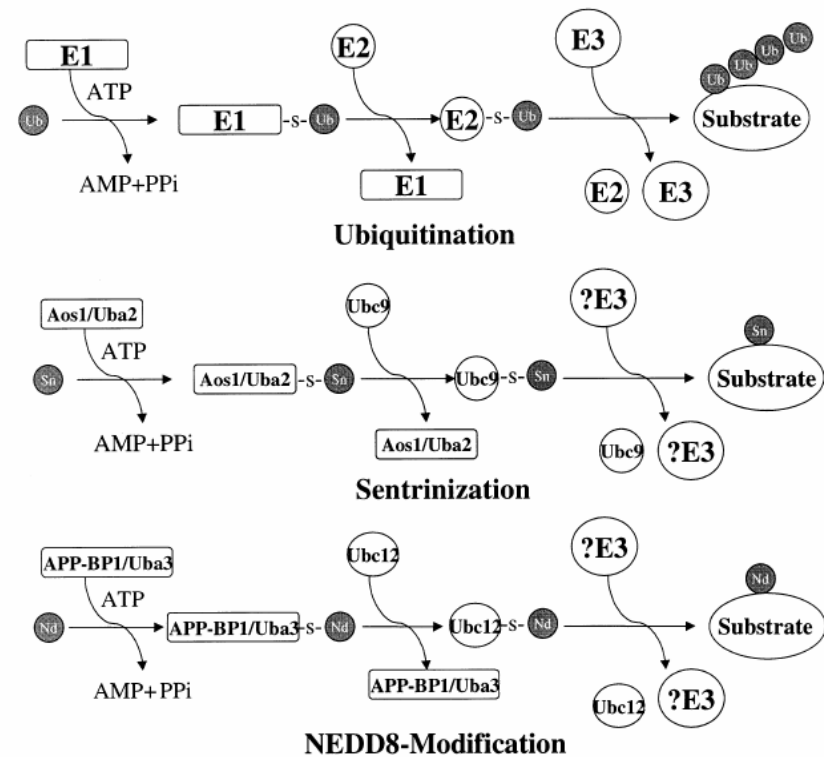 E1
E2
E3
ATP
Ub
E1 -s- Ub
E2 -s- Ub
Ub Ub Ub Ub
Substrate
AMP+PPi
E1
E2
E3
Ubiquitination
Aos1/Uba2
Ubc9
?E3
ATP
Sn
Aos1/Uba2 -s- Sn
Ubc9 -s- Sn
Sn
Substrate
AMP+PPi
Aos1/Uba2
Ubc9
?E3
Sentrinization
APP-BP1/Uba3
Ubc12
?E3
ATP
Nd
APP-BP1/Uba3 -s- Nd
Ubc12 -s- Nd
Nd
Substrate
AMP+PPi
APP-BP1/Uba3
Ubc12
?E3
NEDD8-Modification